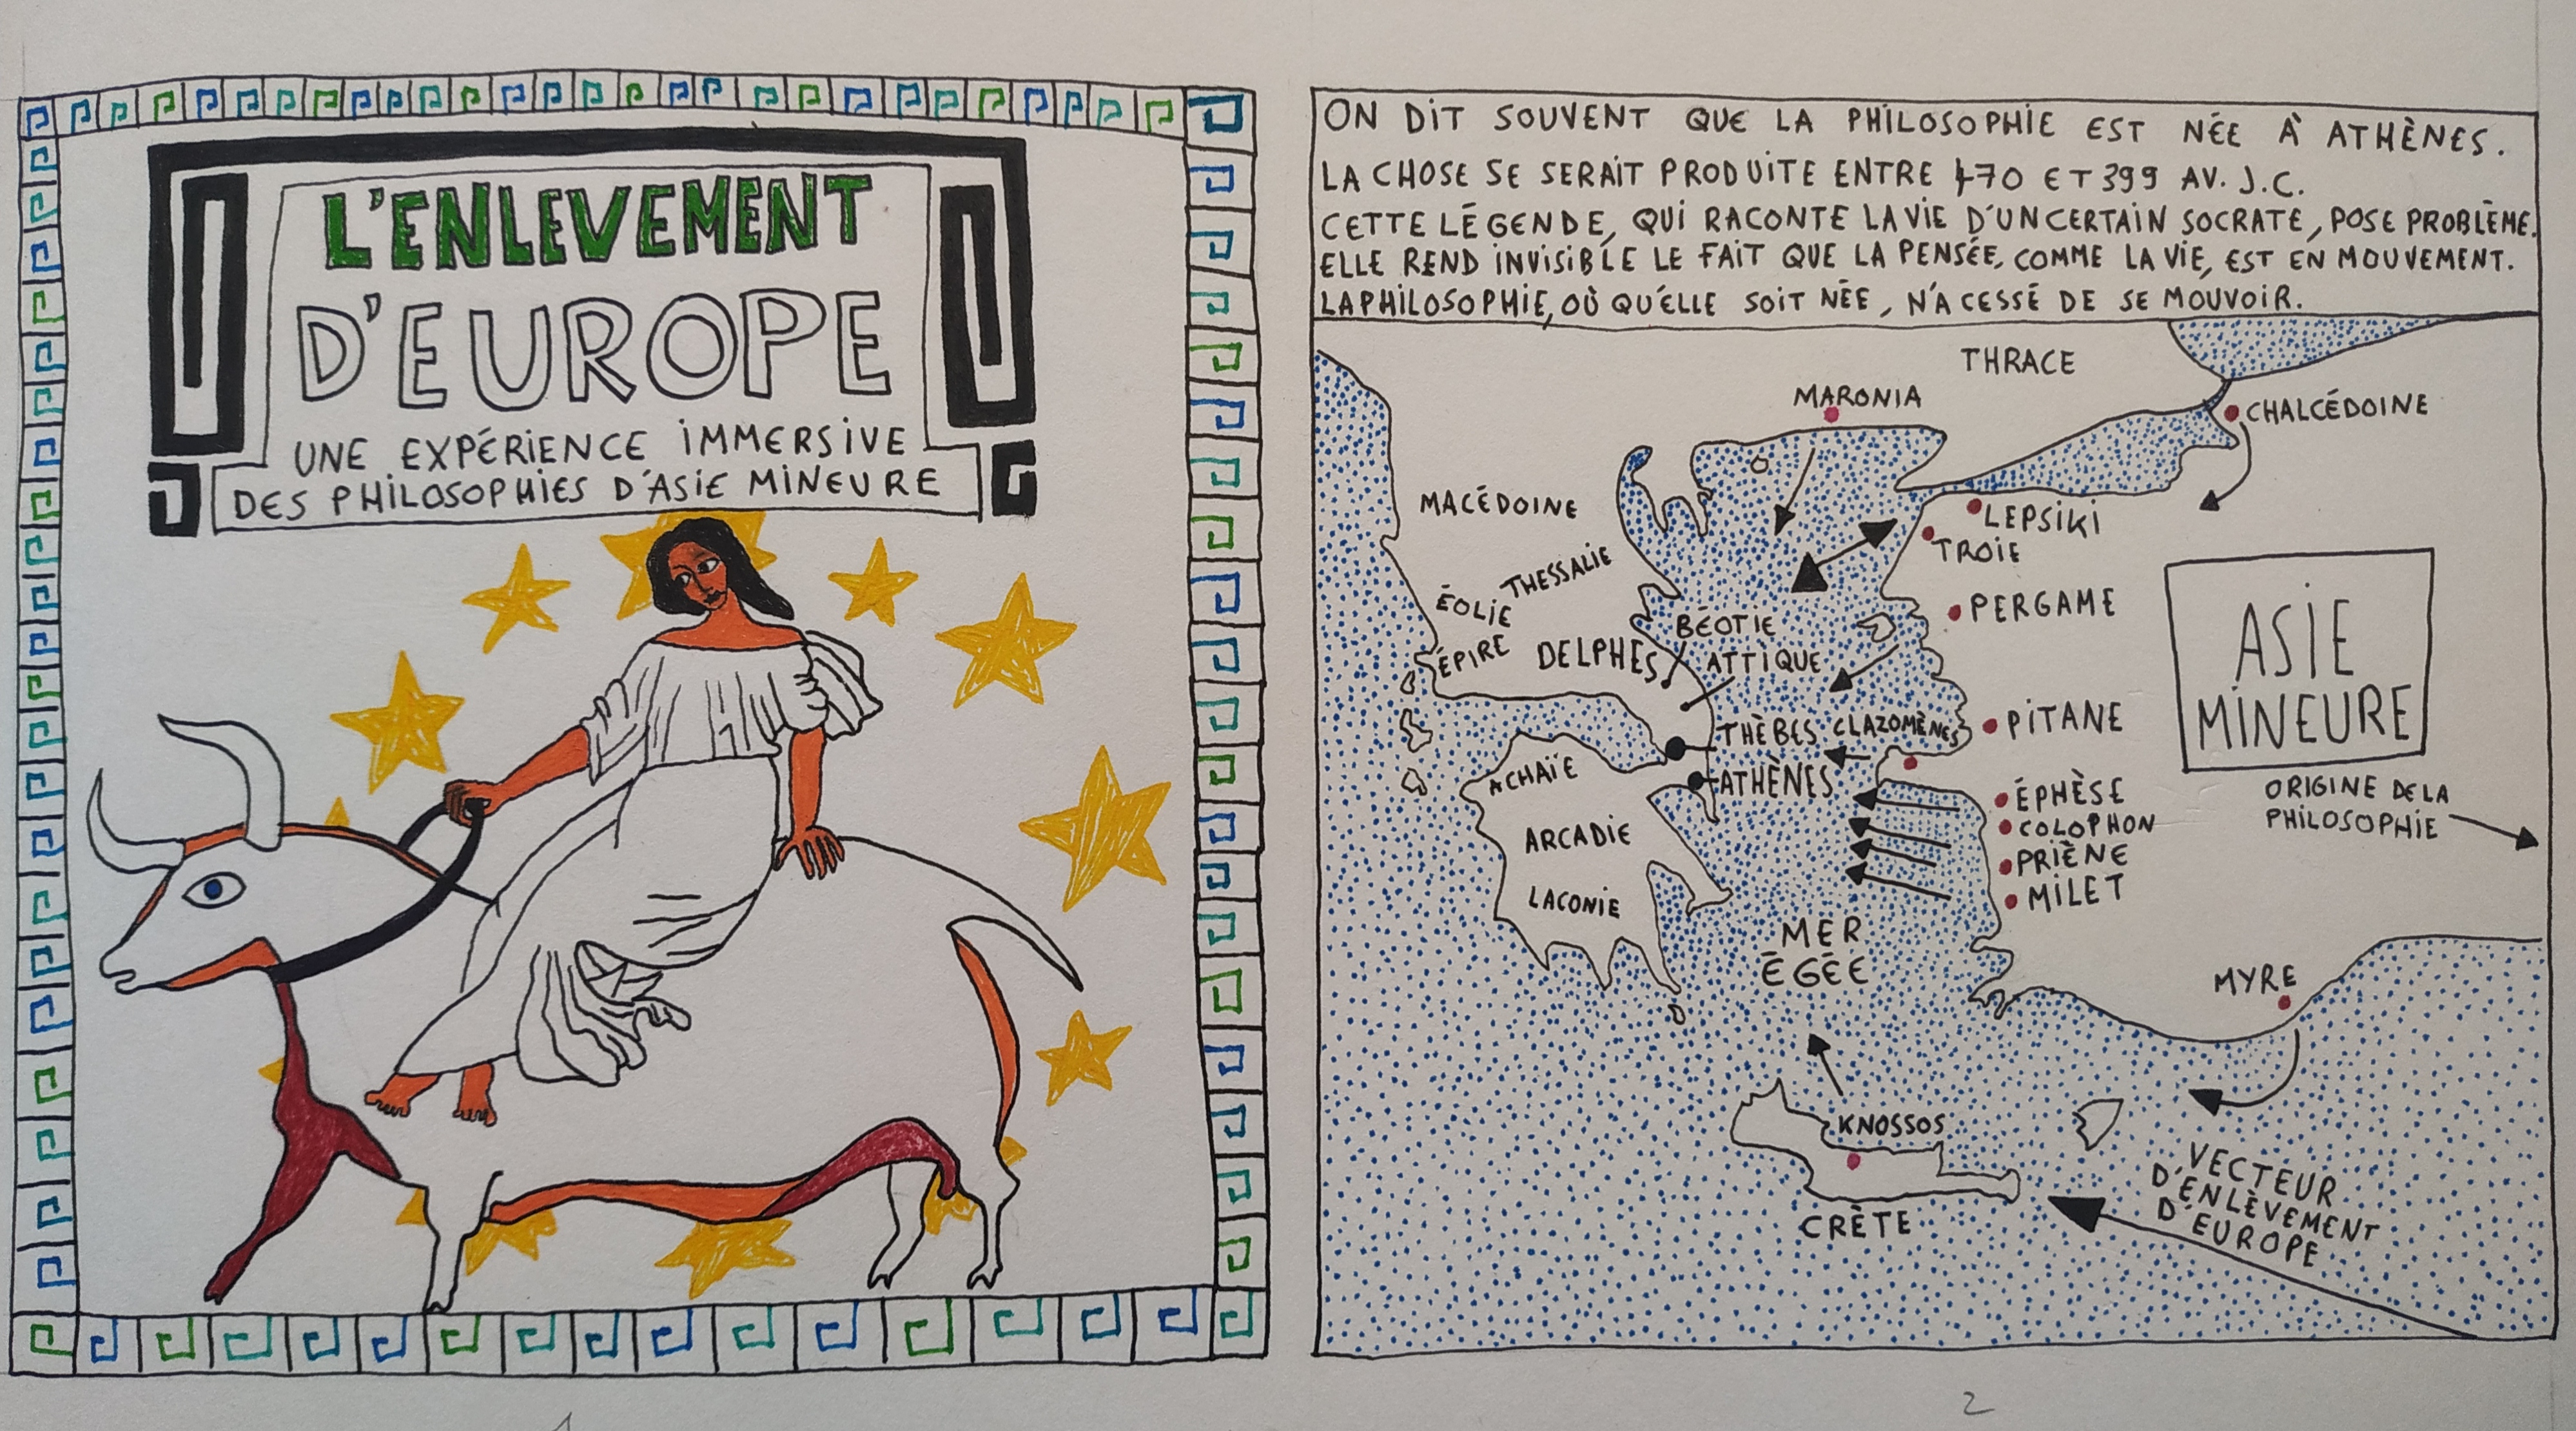 L'ENLEVEMENT
D'EUROPE
UNE EXPÉRIENCE IMMERSIVE
DES PHILOSOPHIES D'ASIE MINEURE
1
ON DIT SOUVENT QUE LA PHILOSOPHIE EST NÉE À ATHÈNES.
LA CHOSE SE SERAIT PRODUITE ENTRE 470 ET 399 AV. J.C.
CETTE LÉGENDE, QUI RACONTE LA VIE D'UN CERTAIN SOCRATE, POSE PROBLÈME.
ELLE REND INVISIBLE LE FAIT QUE LA PENSÉE, COMME LA VIE, EST EN MOUVEMENT.
LA PHILOSOPHIE, OÙ QU'ELLE SOIT NÉE, N'A CESSÉ DE SE MOUVOIR.
THRACE
MARONIA
CHALCÉDOINE
MACÉDOINE
LEPSIKI
TROIE
THESSALIE
ÉOLIE
PERGAME
BÉOTIE
ÉPIRE
DELPHES
ATTIQUE
ASIE
MINEURE
THÈBES
CLAZOMÈNES
PITANE
ACHAÏE
ATHÈNES
ÉPHÈSE
COLOPHON
PRIÈNE
MILET
ORIGINE DE LA
PHILOSOPHIE
ARCADIE
LACONIE
MER
ÉGÉE
MYRE
KNOSSOS
CRÈTE
VECTEUR
D'ENLÈVEMENT
D'EUROPE
2